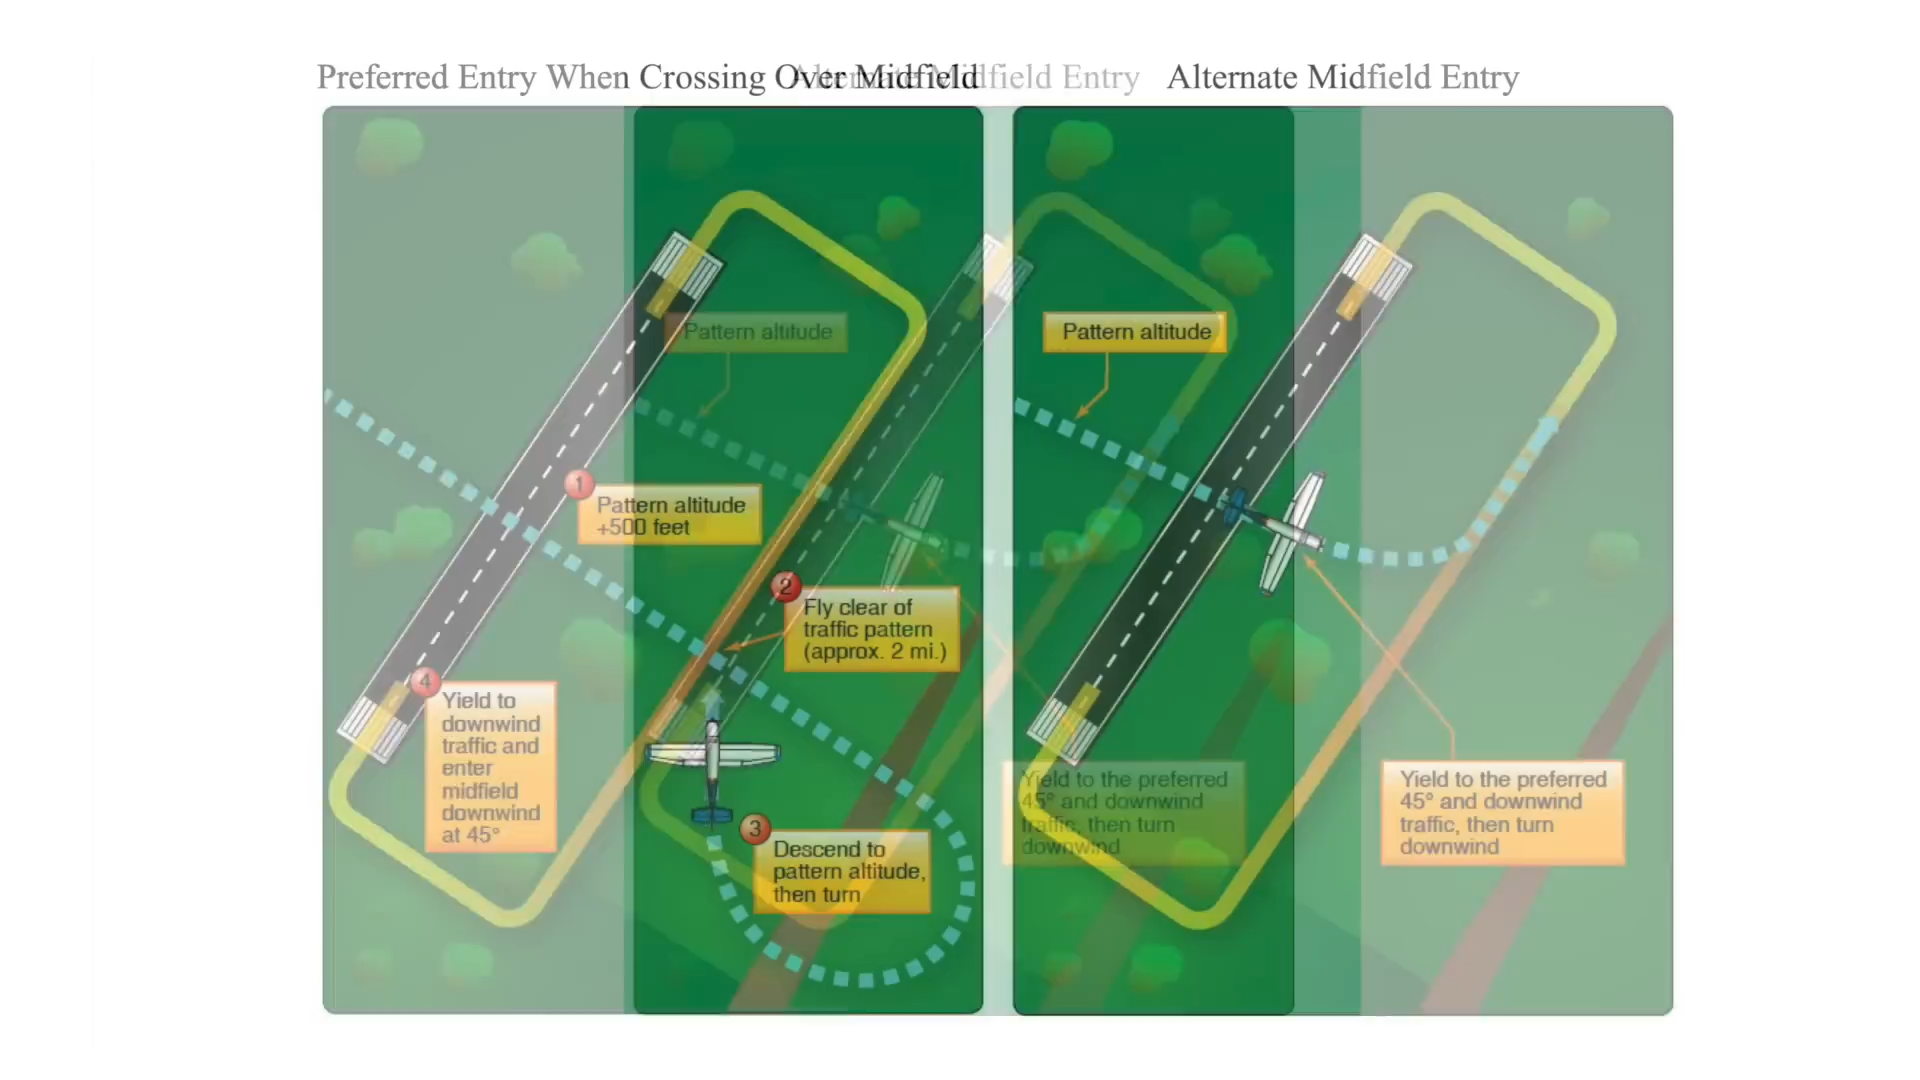 Preferred Entry When Crossing Over Midfield
Alternate Midfield Entry
Alternate Midfield Entry
Pattern altitude
Pattern altitude
1
Pattern altitude
+500 feet
2
Fly clear of
traffic pattern
(approx. 2 mi.)
4
Yield to
downwind
traffic and
enter
midfield
downwind
at 45°
3
Descend to
pattern altitude,
then turn
Yield to the preferred
45° and downwind
traffic, then turn
downwind
Yield to the preferred
45° and downwind
traffic, then turn
downwind